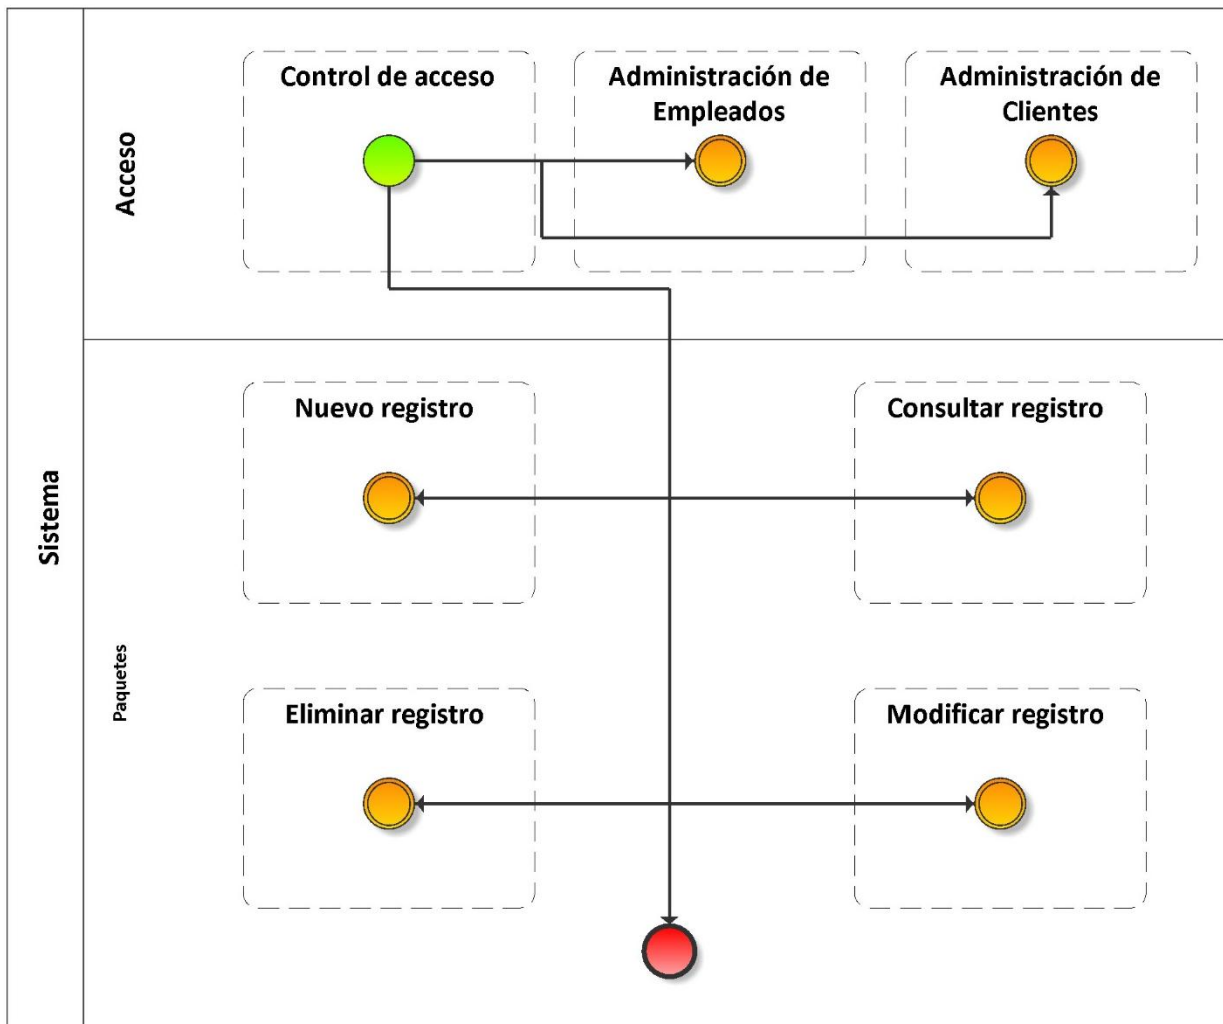 Sistema
Acceso
Control de acceso
Administración de
Empleados
Administración de
Clientes
Paquetes
Nuevo registro
Consultar registro
Eliminar registro
Modificar registro